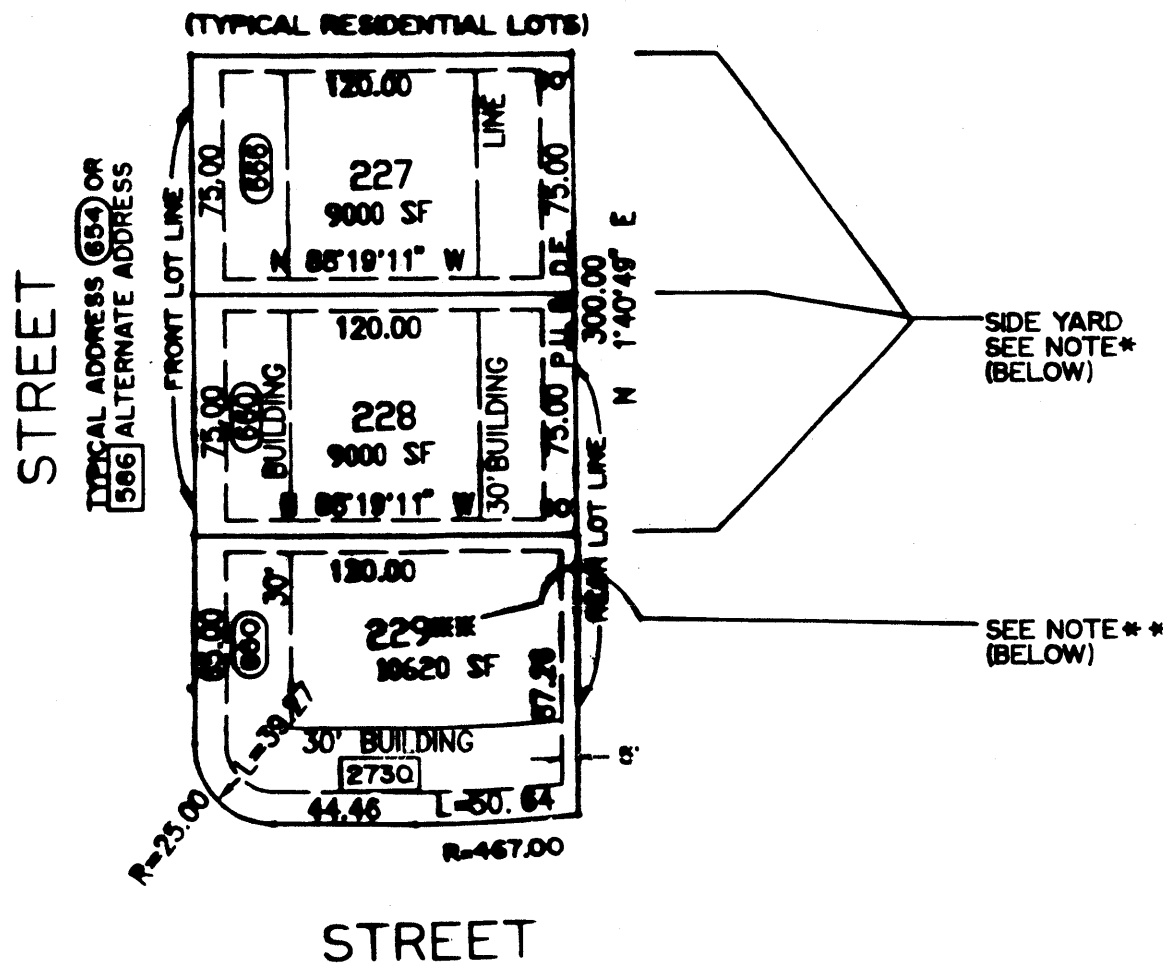 (TYPICAL RESIDENTIAL LOTS)
STREET
TYPICAL ADDRESS 654 OR
586 ALTERNATE ADDRESS
FRONT LOT LINE
120.00
75.00
227
9000 SF
LINE
75.00
88°19'11" W
300.00
1°40'49" E
N
120.00
75.00
BUILDING
228
9000 SF
30' BUILDING
75.00
88°19'11" W
REAR LOT LINE
SIDE YARD
SEE NOTE*
(BELOW)
120.00
30'
229**
10620 SF
SEE NOTE**
(BELOW)
L=39.27
30' BUILDING
44.46
L=50.64
R=25.00
R=467.00
STREET